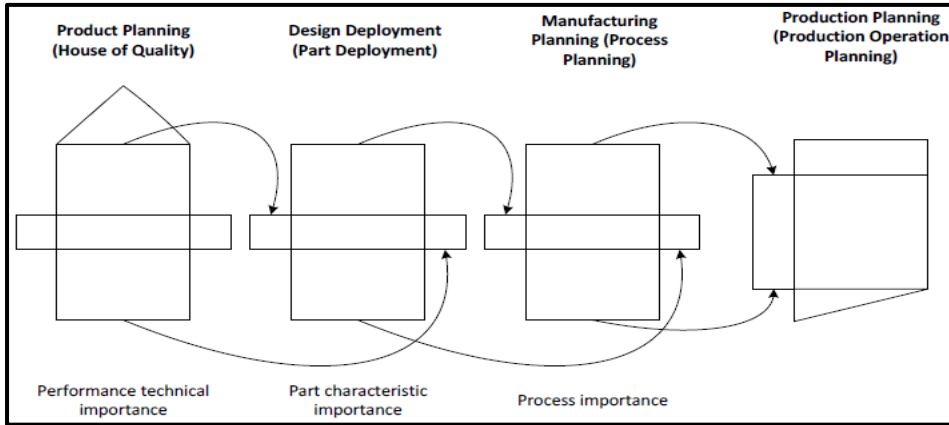 Product Planning
(House of Quality)
Design Deployment
(Part Deployment)
Manufacturing
Planning (Process
Planning)
Production Planning
(Production Operation
Planning)
Performance technical
importance
Part characteristic
importance
Process importance